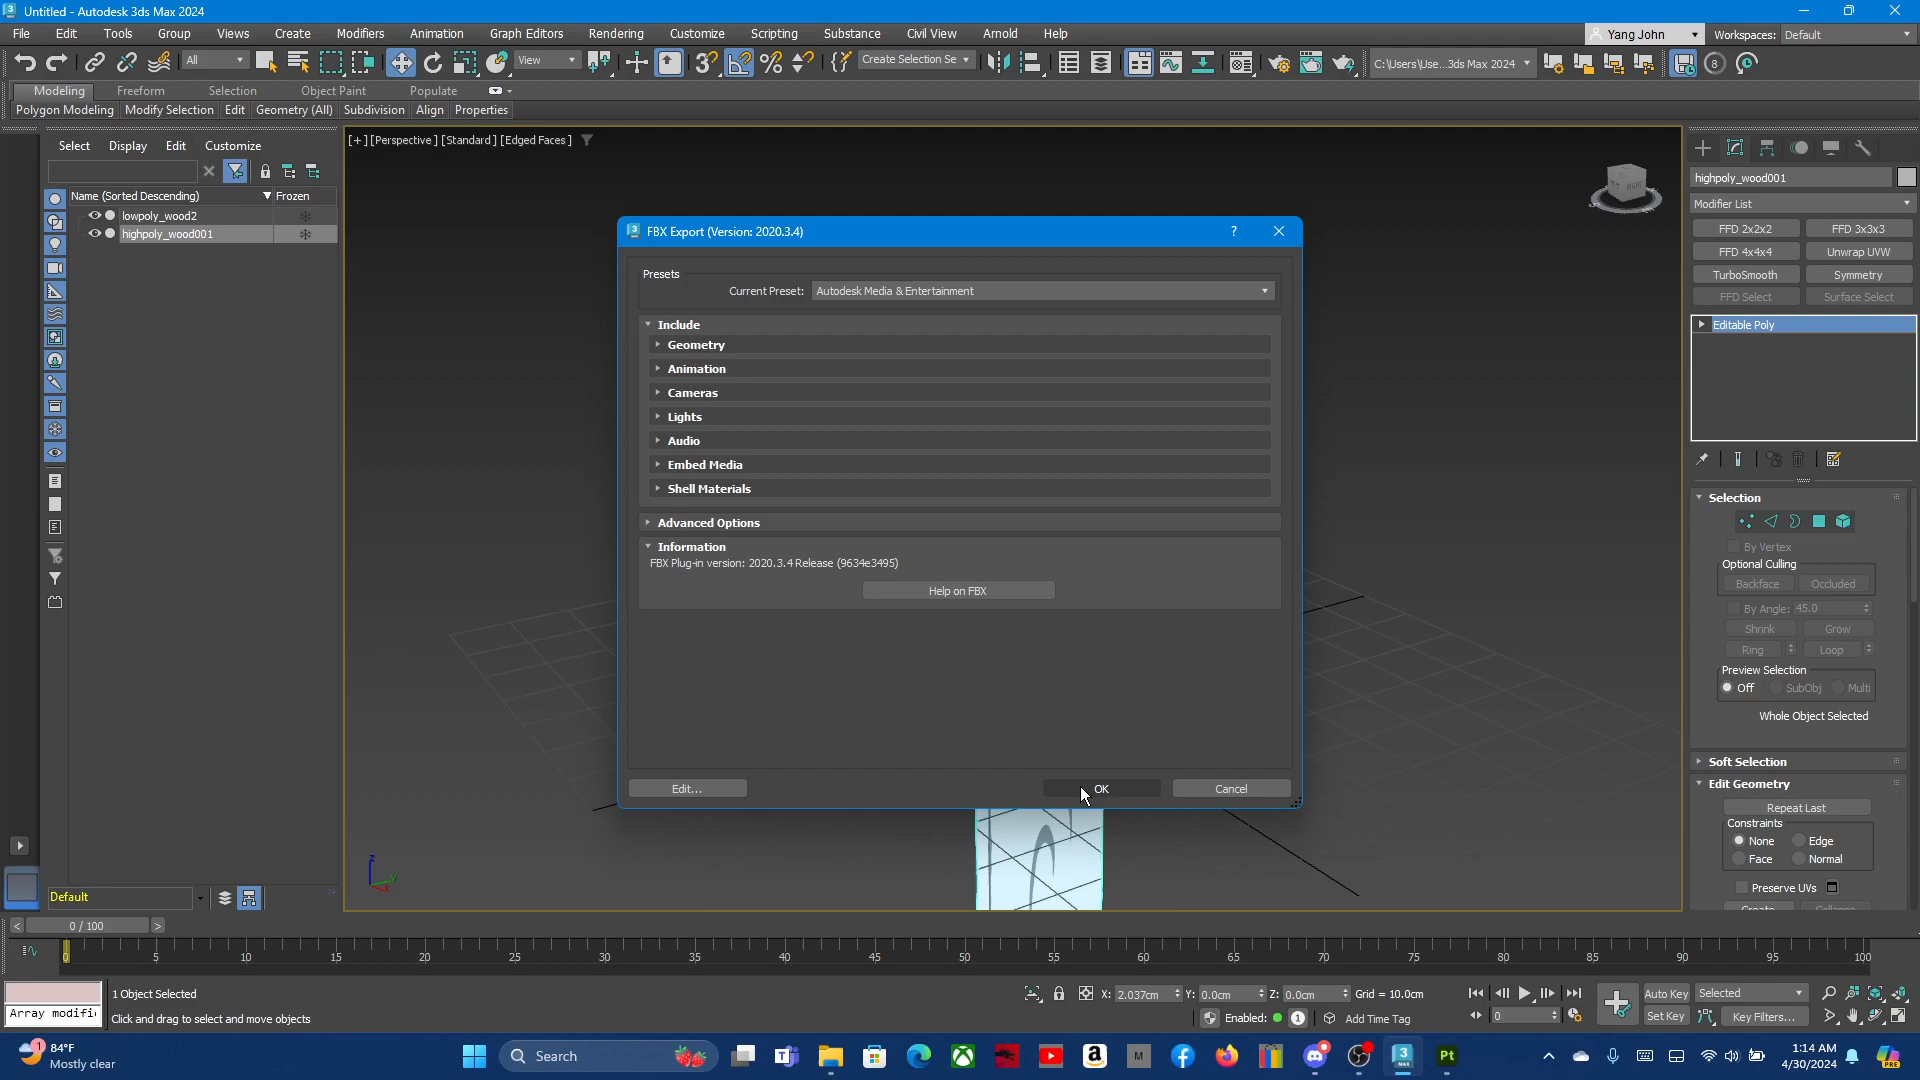 Untitled - Autodesk 3ds Max 2024
File Edit Tools Group Views Create Modifiers Animation Graph Editors Rendering Customize Scripting Substance Civil View Arnold Help
Yang John
Workspaces: Default
All
View
Create Selection Se
C:\Users\Use...3ds Max 2024
Modeling Freeform Selection Object Paint Populate
Polygon Modeling Modify Selection Edit Geometry (All) Subdivision Align Properties
Select Display Edit Customize
Name (Sorted Descending) Frozen
lowpoly_wood2
highpoly_wood001
[+] [Perspective] [Standard] [Edged Faces]
FBX Export (Version: 2020.3.4)
Presets
Current Preset: Autodesk Media & Entertainment
Include
Geometry
Animation
Cameras
Lights
Audio
Embed Media
Shell Materials
Advanced Options
Information
FBX Plug-in version: 2020.3.4 Release (9634e3495)
Help on FBX
Edit...
OK
Cancel
highpoly_wood001
Modifier List
FFD 2x2x2 FFD 3x3x3
FFD 4x4x4 Unwrap UVW
TurboSmooth Symmetry
FFD Select Surface Select
Editable Poly
Selection
By Vertex
Optional Culling
Backface Occluded
By Angle: 45.0
Shrink Grow
Ring Loop
Preview Selection
Off SubObj Multi
Whole Object Selected
Soft Selection
Edit Geometry
Repeat Last
Constraints
None Edge
Face Normal
Preserve UVs
Create Collapse
Default
0 / 100
0 5 10 15 20 25 30 35 40 45 50 55 60 65 70 75 80 85 90 95 100
1 Object Selected
Array modifi
Click and drag to select and move objects
X: 2.037cm Y: 0.0cm Z: 0.0cm Grid = 10.0cm
Enabled: 1 Add Time Tag
0
Auto Key Selected
Set Key Key Filters...
84°F
Mostly clear
Search
1:14 AM
4/30/2024